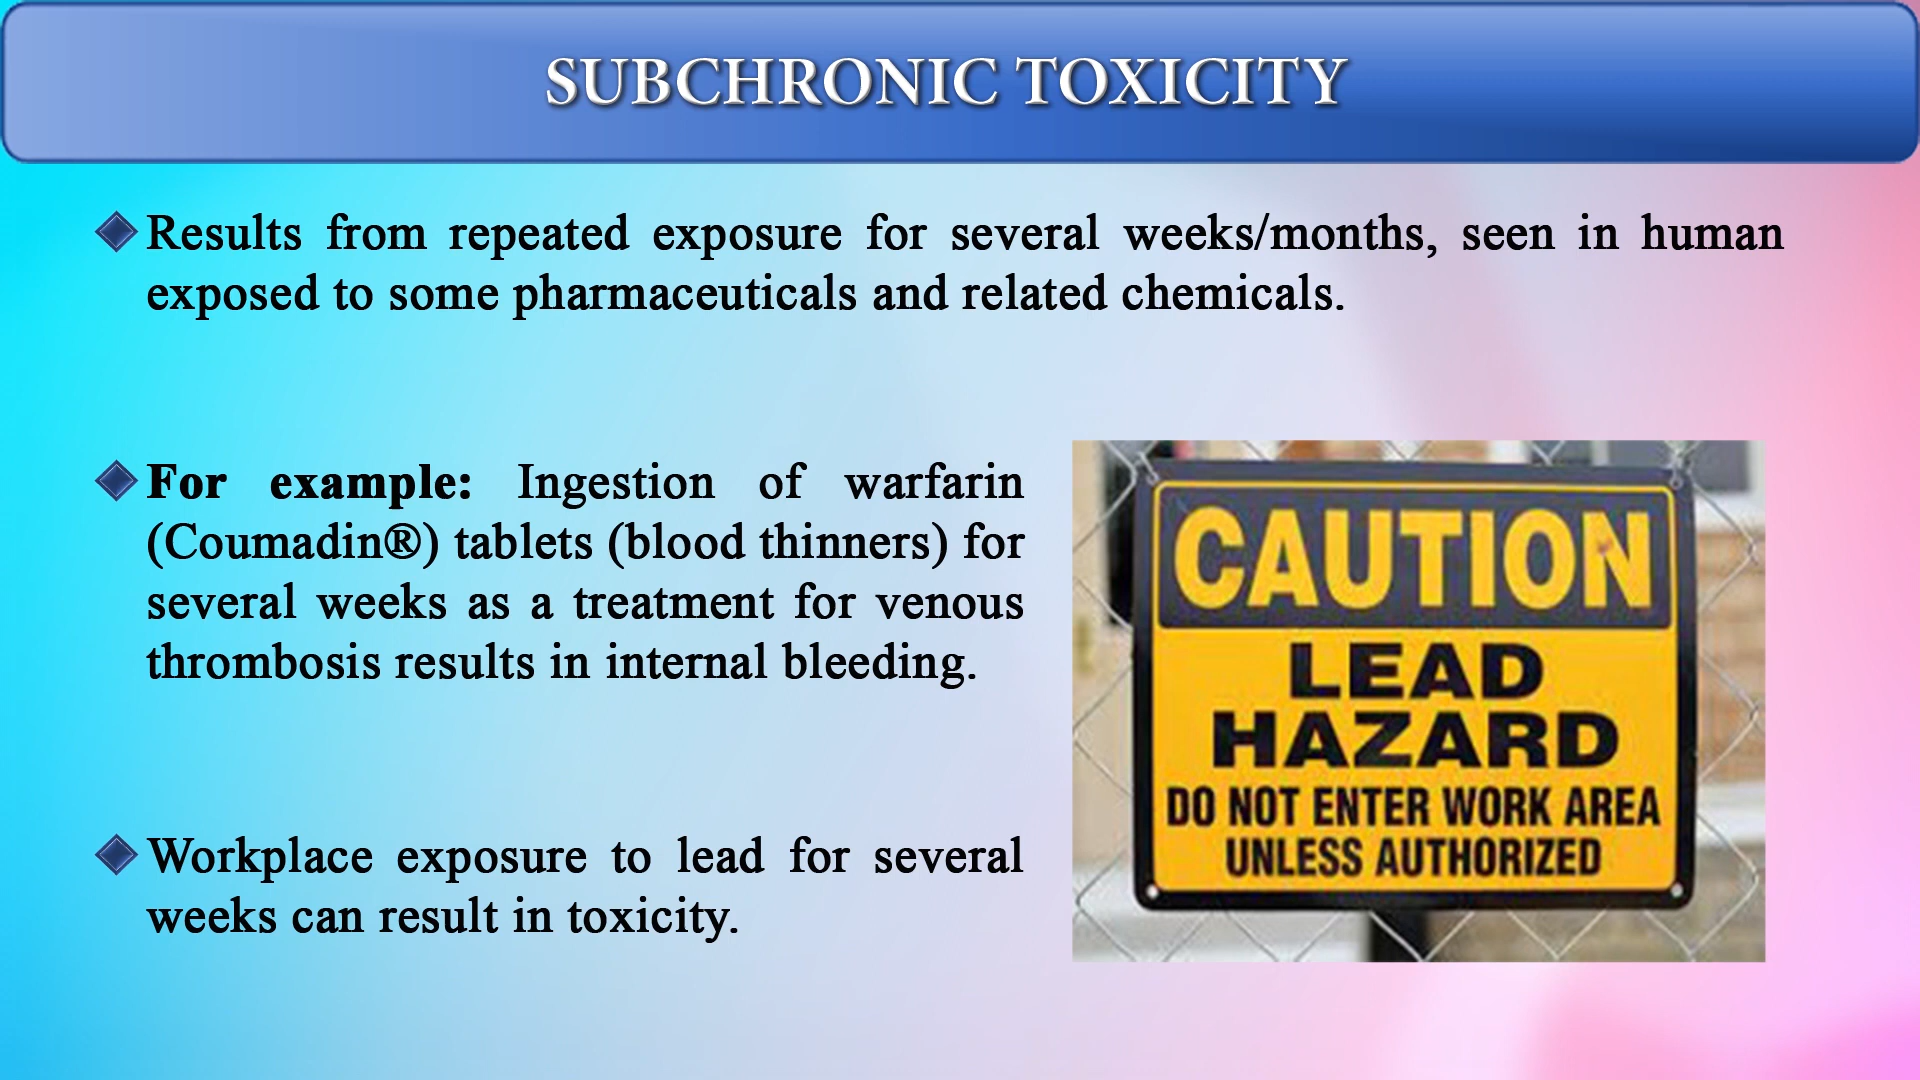 SUBCHRONIC TOXICITY
Results from repeated exposure for several weeks/months, seen in human
exposed to some pharmaceuticals and related chemicals.
For example: Ingestion of warfarin
(Coumadin®) tablets (blood thinners) for
several weeks as a treatment for venous
thrombosis results in internal bleeding.
Workplace exposure to lead for several
weeks can result in toxicity.
CAUTION
LEAD
HAZARD
DO NOT ENTER WORK AREA
UNLESS AUTHORIZED